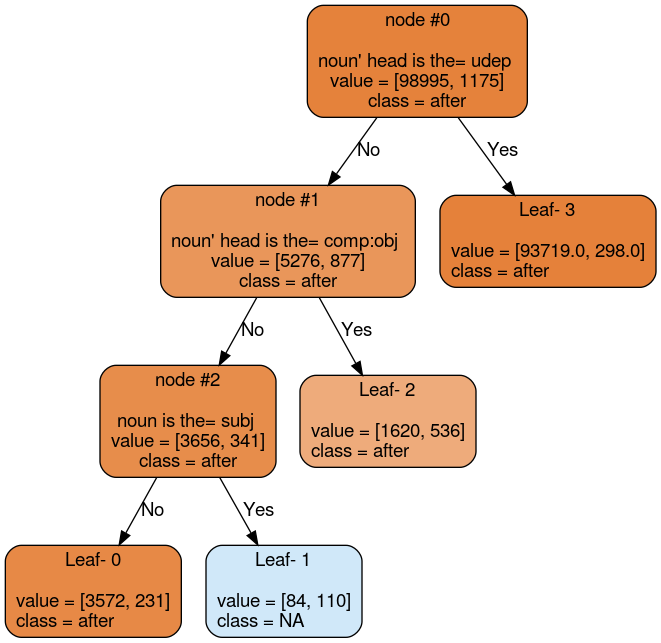 node #0
noun' head is the= udep
value = [98995, 1175]
class = after
No
Yes
node #1
noun' head is the= comp:obj
value = [5276, 877]
class = after
Leaf- 3
value = [93719.0, 298.0]
class = after
No
Yes
node #2
noun is the= subj
value = [3656, 341]
class = after
Leaf- 2
value = [1620, 536]
class = after
No
Yes
Leaf- 0
value = [3572, 231]
class = after
Leaf- 1
value = [84, 110]
class = NA